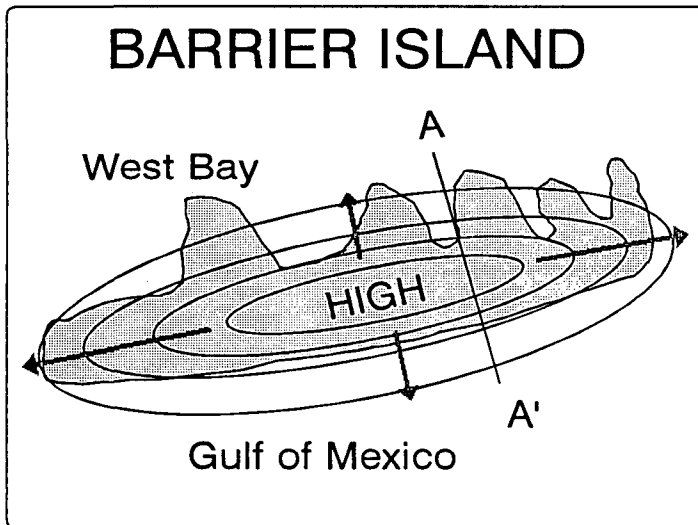 BARRIER ISLAND
A
West Bay
HIGH
A'
Gulf of Mexico